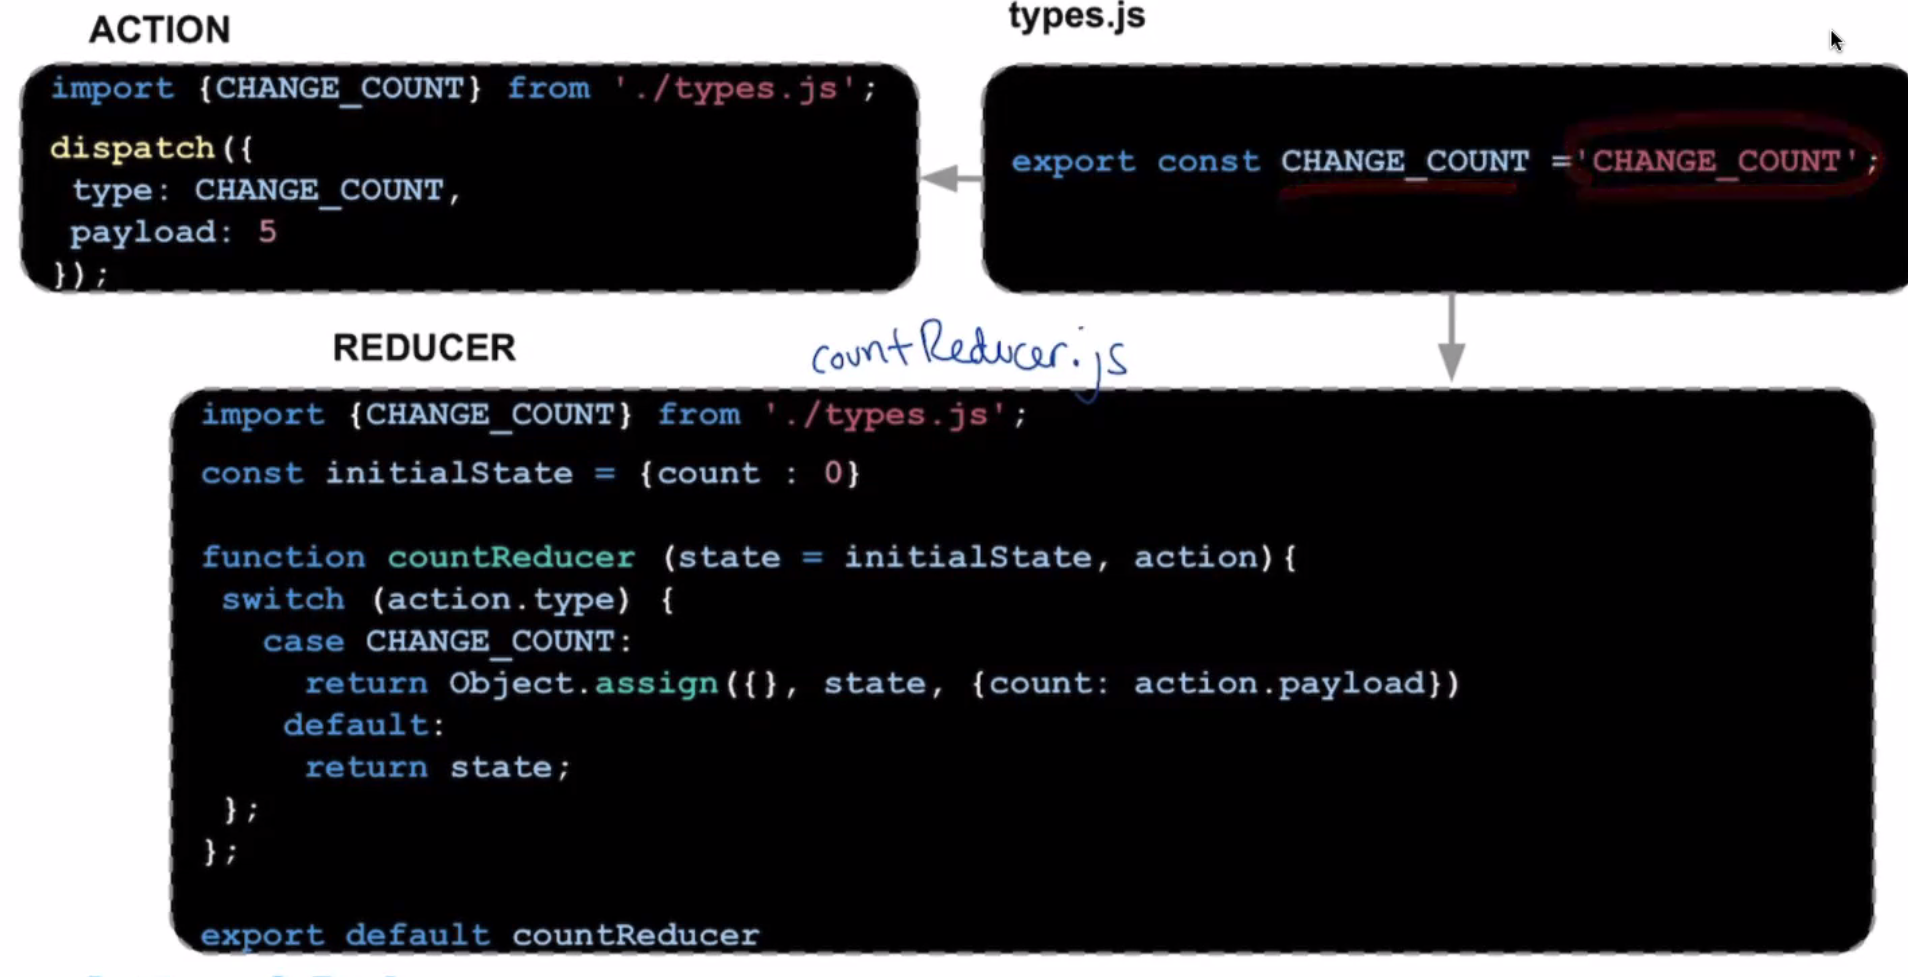 ACTION
import {CHANGE_COUNT} from './types.js';
dispatch({
type: CHANGE_COUNT,
payload: 5
});
types.js
export const CHANGE_COUNT ='CHANGE_COUNT';
REDUCER
countReducer.js
import {CHANGE_COUNT} from './types.js';
const initialState = {count : 0}
function countReducer (state = initialState, action){
switch (action.type) {
case CHANGE_COUNT:
return Object.assign({}, state, {count: action.payload})
default:
return state;
};
};
export default countReducer